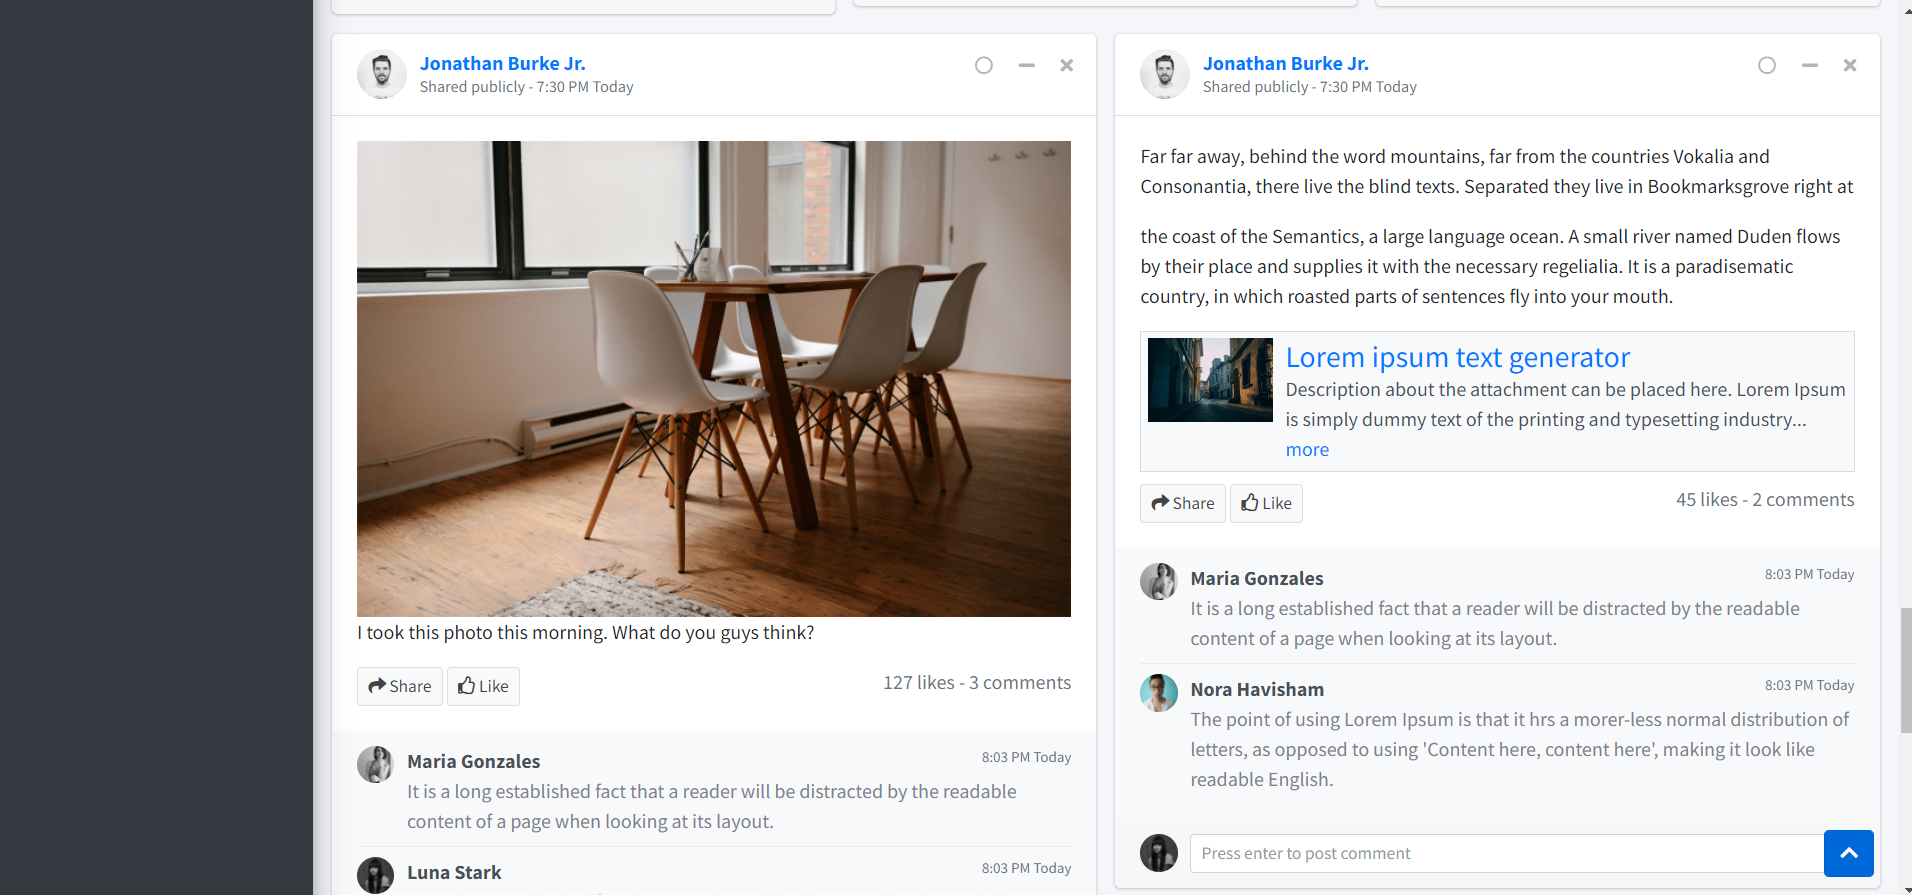 Jonathan Burke Jr.
Shared publicly - 7:30 PM Today
I took this photo this morning. What do you guys think?
Share
Like
127 likes - 3 comments
Maria Gonzales
8:03 PM Today
It is a long established fact that a reader will be distracted by the readable
content of a page when looking at its layout.
Luna Stark
8:03 PM Today
Jonathan Burke Jr.
Shared publicly - 7:30 PM Today
Far far away, behind the word mountains, far from the countries Vokalia and
Consonantia, there live the blind texts. Separated they live in Bookmarksgrove right at
the coast of the Semantics, a large language ocean. A small river named Duden flows
by their place and supplies it with the necessary regelialia. It is a paradisematic
country, in which roasted parts of sentences fly into your mouth.
Lorem ipsum text generator
Description about the attachment can be placed here. Lorem Ipsum
is simply dummy text of the printing and typesetting industry...
more
Share
Like
45 likes - 2 comments
Maria Gonzales
8:03 PM Today
It is a long established fact that a reader will be distracted by the readable
content of a page when looking at its layout.
Nora Havisham
8:03 PM Today
The point of using Lorem Ipsum is that it hrs a morer-less normal distribution of
letters, as opposed to using 'Content here, content here', making it look like
readable English.
Press enter to post comment